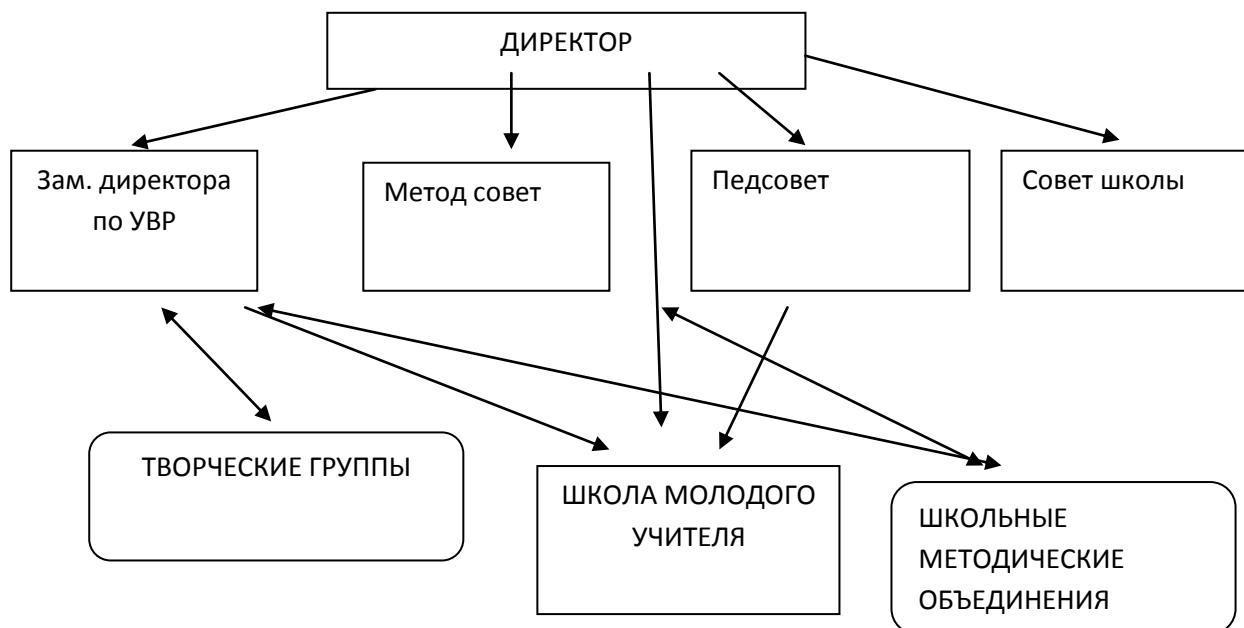 ДИРЕКТОР
Зам. директора
по УВР
Метод совет
Педсовет
Совет школы
ТВОРЧЕСКИЕ ГРУППЫ
ШКОЛА МОЛОДОГО
УЧИТЕЛЯ
ШКОЛЬНЫЕ
МЕТОДИЧЕСКИЕ
ОБЪЕДИНЕНИЯ